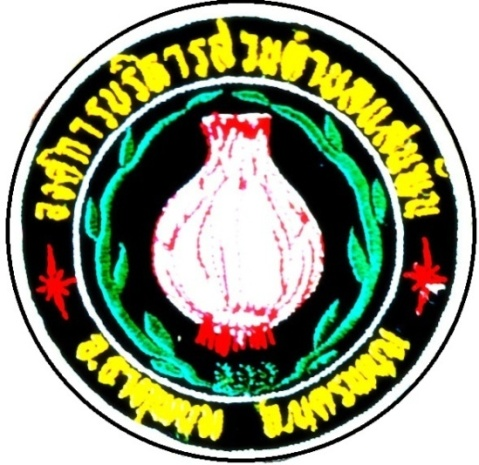 องค์การบริหารส่วนตำบลแสนพัน
อ.ธาตุพนม จ.นครพนม